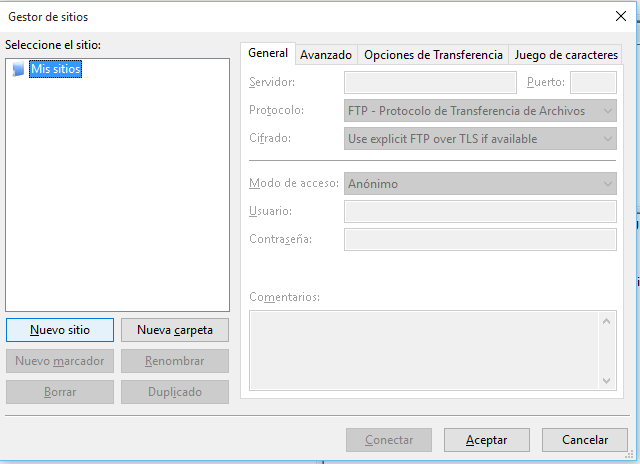 Gestor de sitios
Seleccione el sitio:
Mis sitios
Nuevo sitio
Nueva carpeta
Nuevo marcador
Renombrar
Borrar
Duplicado
General
Avanzado
Opciones de Transferencia
Juego de caracteres
Servidor:
Puerto:
Protocolo:
FTP - Protocolo de Transferencia de Archivos
Cifrado:
Use explicit FTP over TLS if available
Modo de acceso:
Anónimo
Usuario:
Contraseña:
Comentarios:
Conectar
Aceptar
Cancelar